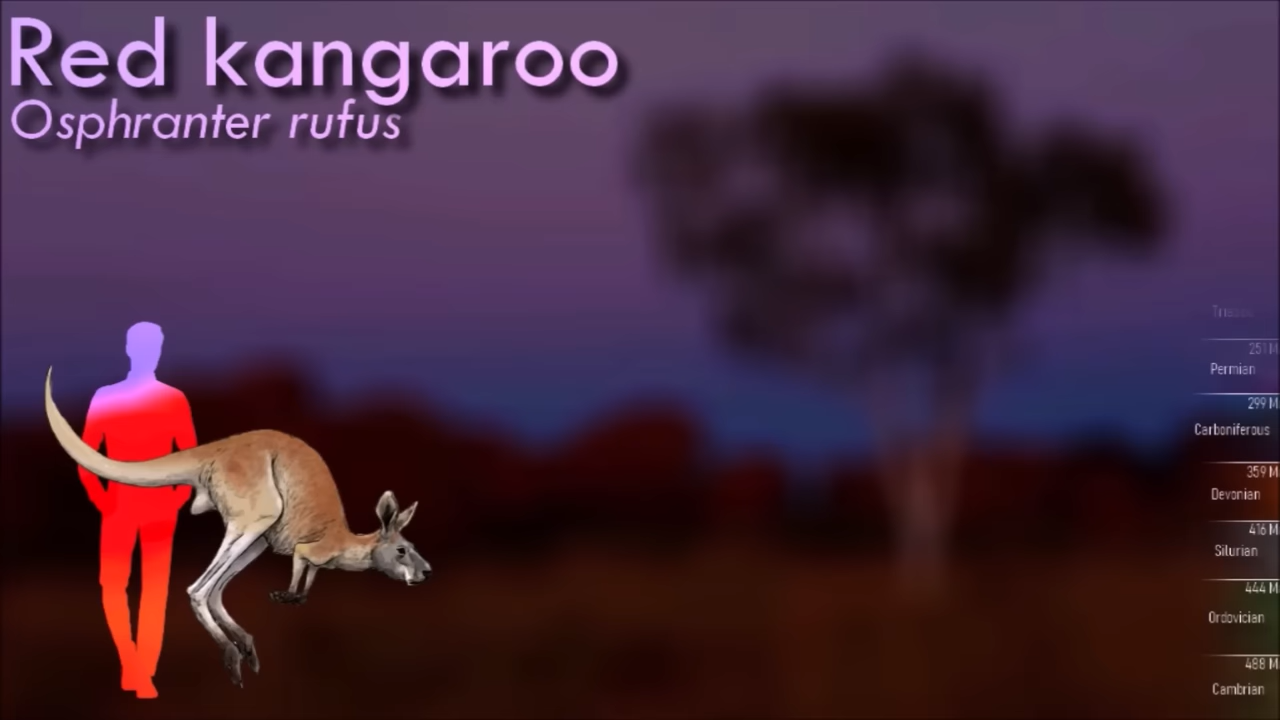 Red kangaroo
Osphranter rufus
251 M
Permian
299 M
Carboniferous
359 M
Devonian
416 M
Silurian
444 M
Ordovician
488 M
Cambrian